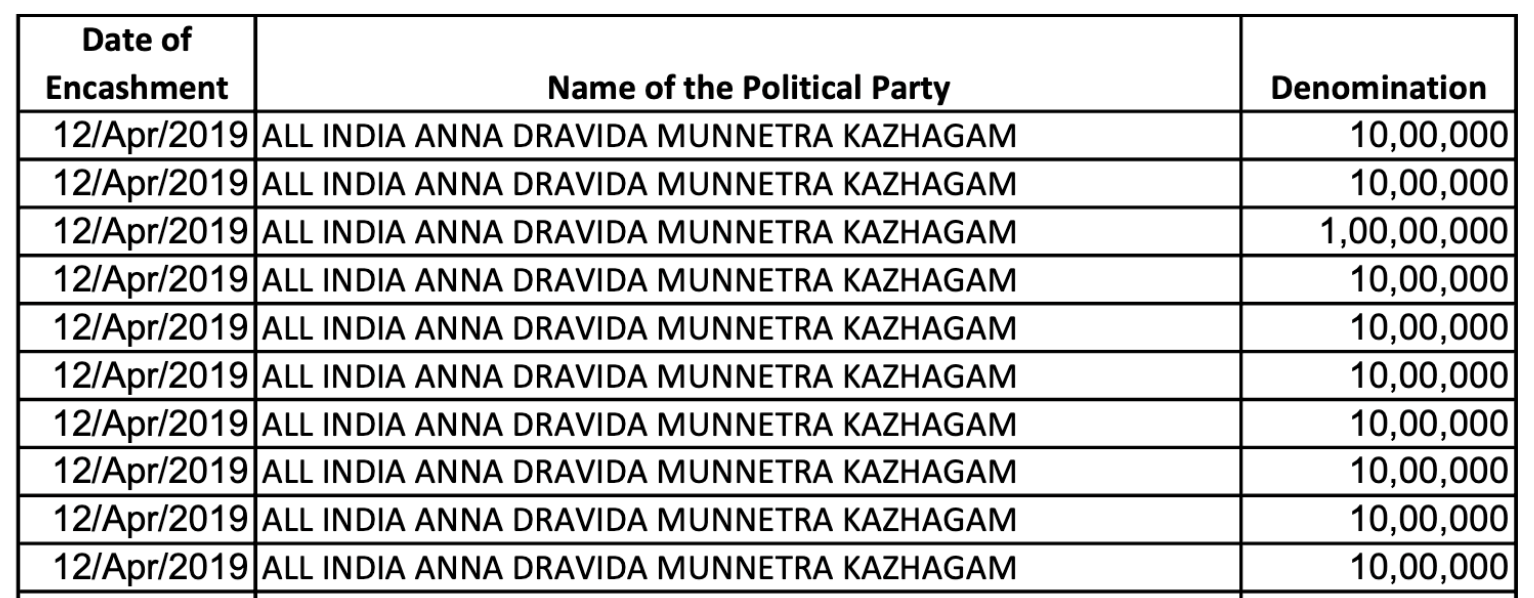 Date of
Encashment Name of the Political Party Denomination
12/Apr/2019 ALL INDIA ANNA DRAVIDA MUNNETRA KAZHAGAM 10,00,000
12/Apr/2019 ALL INDIA ANNA DRAVIDA MUNNETRA KAZHAGAM 10,00,000
12/Apr/2019 ALL INDIA ANNA DRAVIDA MUNNETRA KAZHAGAM 1,00,00,000
12/Apr/2019 ALL INDIA ANNA DRAVIDA MUNNETRA KAZHAGAM 10,00,000
12/Apr/2019 ALL INDIA ANNA DRAVIDA MUNNETRA KAZHAGAM 10,00,000
12/Apr/2019 ALL INDIA ANNA DRAVIDA MUNNETRA KAZHAGAM 10,00,000
12/Apr/2019 ALL INDIA ANNA DRAVIDA MUNNETRA KAZHAGAM 10,00,000
12/Apr/2019 ALL INDIA ANNA DRAVIDA MUNNETRA KAZHAGAM 10,00,000
12/Apr/2019 ALL INDIA ANNA DRAVIDA MUNNETRA KAZHAGAM 10,00,000
12/Apr/2019 ALL INDIA ANNA DRAVIDA MUNNETRA KAZHAGAM 10,00,000